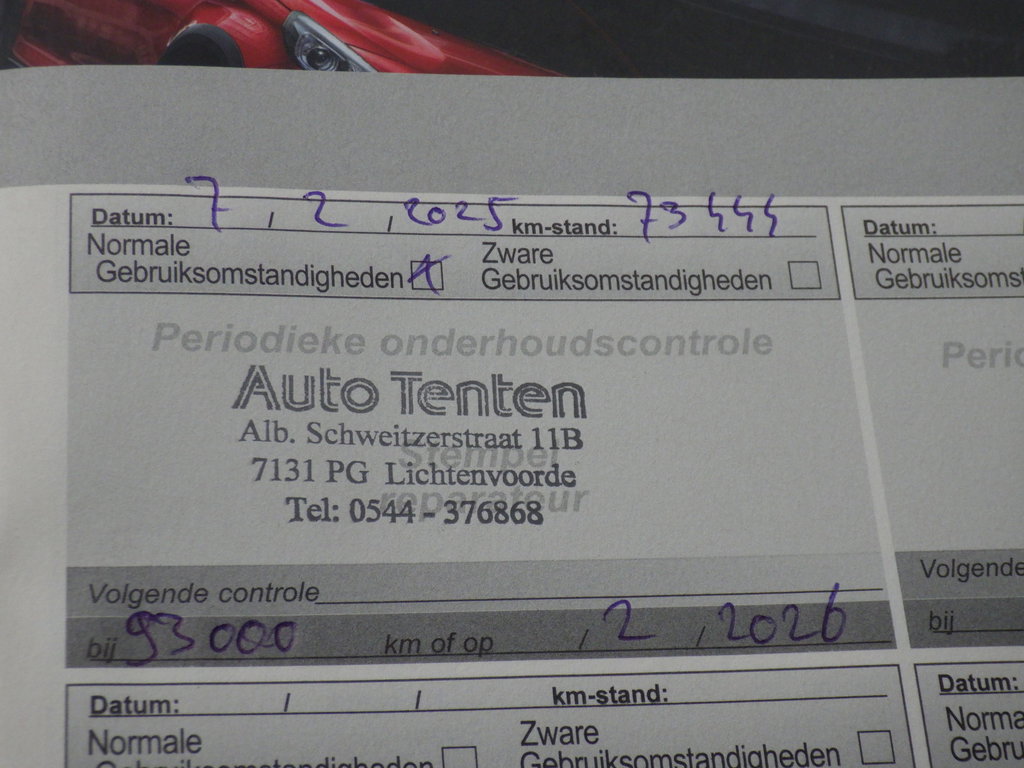 Datum: 7 / 2 / 2025 km-stand: 73444
Normale
Gebruiksomstandigheden
Zware
Gebruiksomstandigheden
Periodieke onderhoudscontrole
Auto Tenten
Alb. Schweitzerstraat 11B
Stempel
7131 PG Lichtenvoorde
reparateur
Tel: 0544 - 376868
Volgende controle
bij 93000 km of op / 2 / 2026
Datum: / / km-stand:
Normale
Gebruiksomstandigheden
Zware
Gebruiksomstandigheden
Datum:
Normale
Gebruiksomst
Perio
Volgende
bij
Datum:
Norma
Gebru